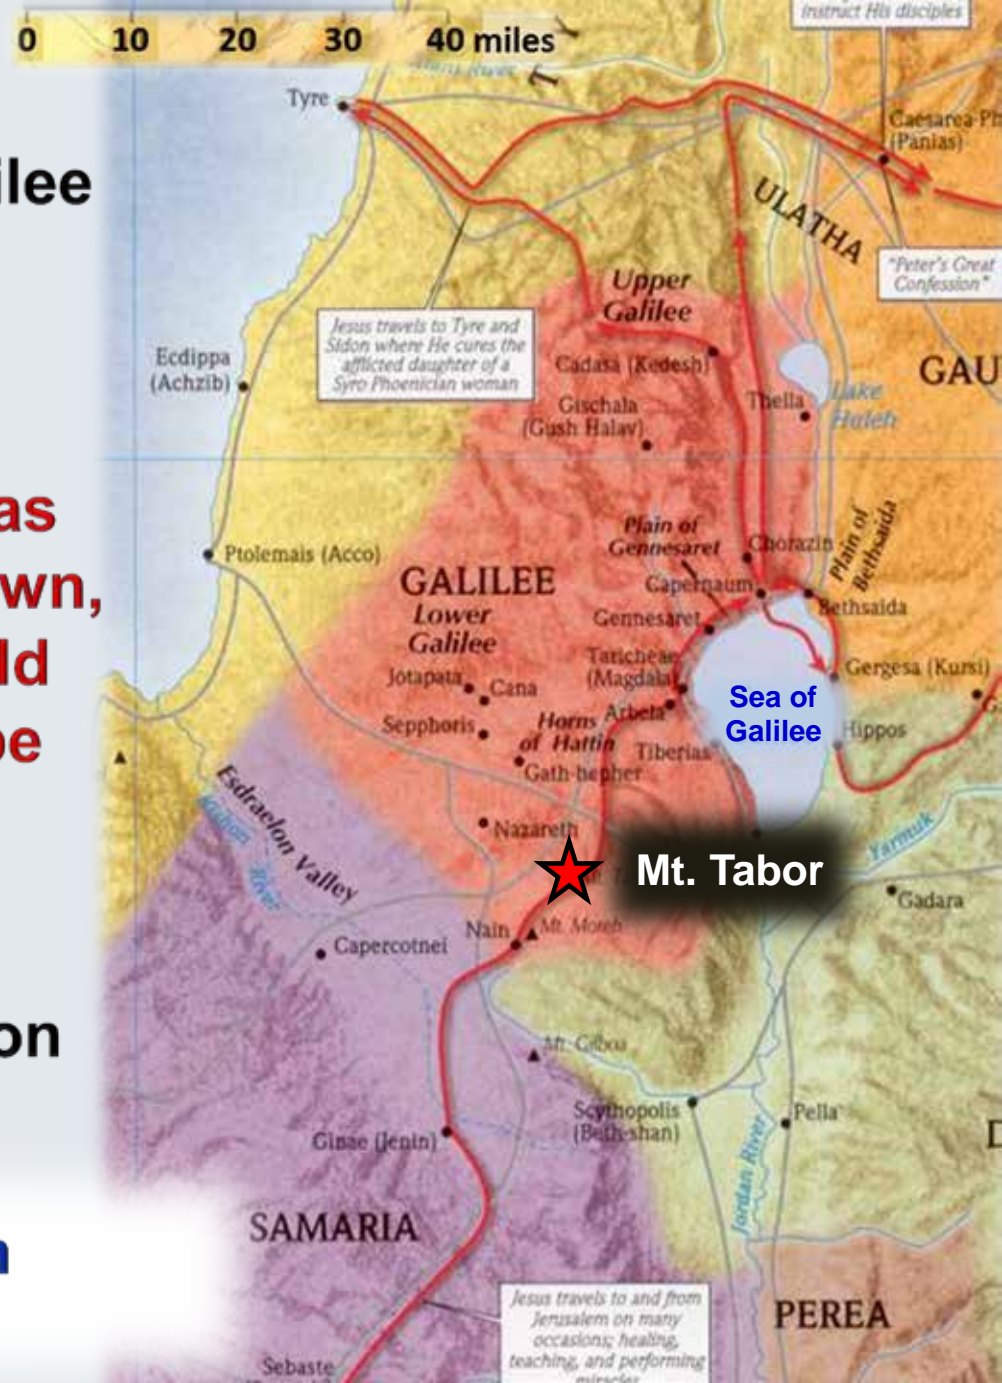 instruct His disciples
0 10 20 30 40 miles
T
Tyre
Caesarea
(Panias)
ilee
ULATHA
"Peter's Great
Confession"
Upper
Galilee
Jesus travels to Tyre and
Sidon where He cures the
afflicted daughter of a
Syro Phoenician woman
Ecdippa
(Achzib)
Cadasa (Kedesh)
GAU
Gischala
(Gush Halav)
Thella
Lake
Huleh
as
Plain of
Gennesaret
Chorazin
Plain of
Bethsaida
Ptolemais (Acco)
wn,
GALILEE
Capernaum
Lower
Galilee
Gennesaret
Bethsaida
ld
Taricheae
(Magdala)
Gergesa (Kursi)
Jotapata
Cana
Sea of
Galilee
Arbela
Sepphoris
Horns
of Hattin
Hippos
be
Tiberias
Gath-hepher
Esdraelon Valley
Kishon
River
Nazareth
Yarmuk
Mt. Tabor
Gadara
Nain
Mt. Moreh
Capercotnei
on
Mt. Gilboa
Scythopolis
(Beth-shan)
Pella
Ginae (Jenin)
Jordan River
D
SAMARIA
n
Jesus travels to and from
Jerusalem on many
occasions; healing,
teaching, and performing
miracles
PEREA
Sebaste